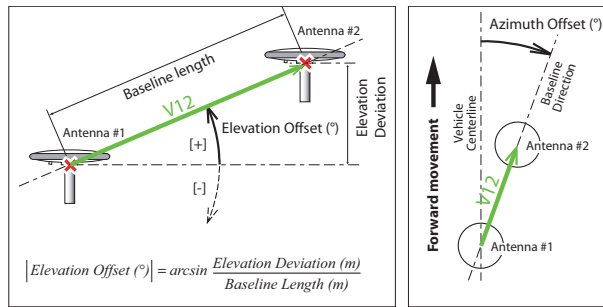 Antenna #2
Baseline length
V12
Antenna #1
Elevation Offset (°)
Elevation
Deviation
[+]
[-]
|Elevation Offset (°)| = arcsin Elevation Deviation (m) / Baseline Length (m)
Azimuth Offset (°)
Baseline
Direction
Vehicle
Centerline
Forward movement
Antenna #2
V12
Antenna #1